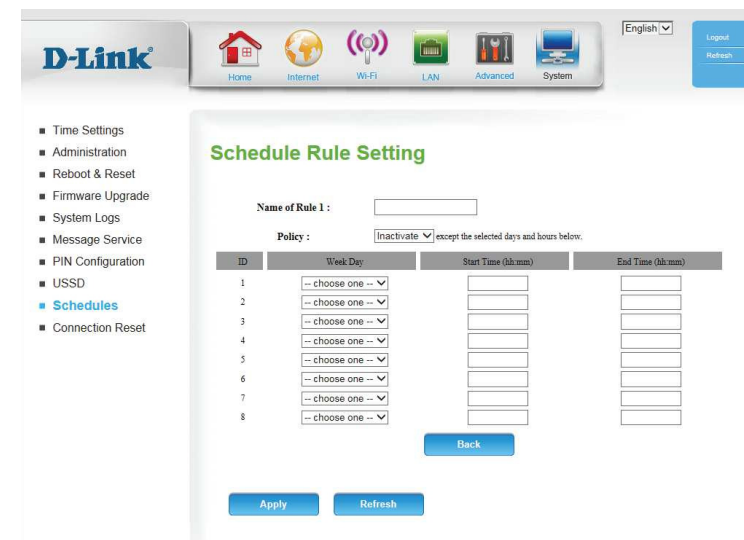 D-Link®
Home
Internet
Wi-Fi
LAN
Advanced
System
English
Logout
Refresh
Time Settings
Administration
Reboot & Reset
Firmware Upgrade
System Logs
Message Service
PIN Configuration
USSD
Schedules
Connection Reset
Schedule Rule Setting
Name of Rule 1 :
Policy : Inactivate except the selected days and hours below.
ID Week Day Start Time (hh:mm) End Time (hh:mm)
1 -- choose one --
2 -- choose one --
3 -- choose one --
4 -- choose one --
5 -- choose one --
6 -- choose one --
7 -- choose one --
8 -- choose one --
Back
Apply Refresh